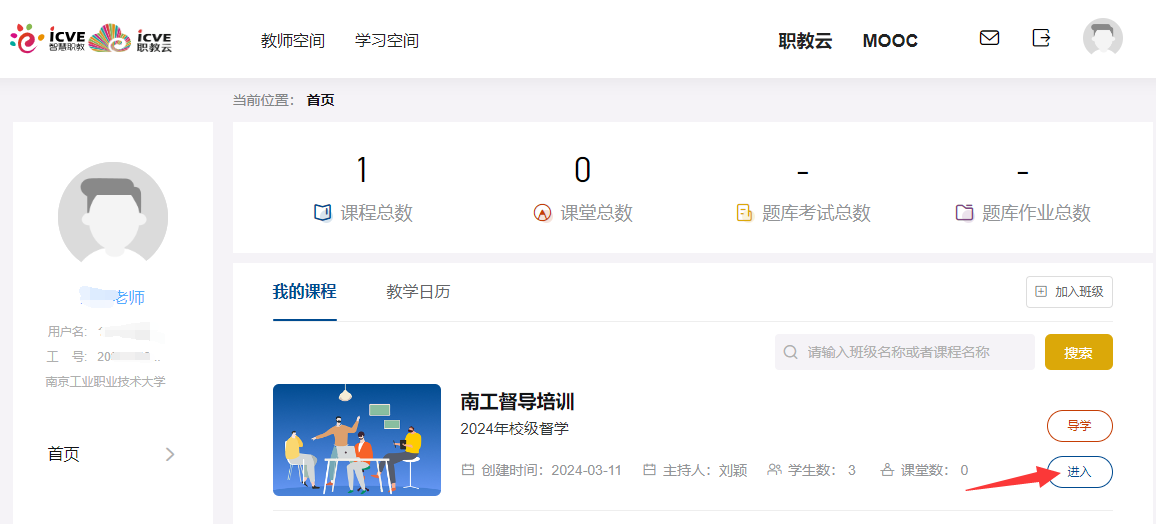 icve 智慧职教 icve 职教云
教师空间 学习空间 职教云 MOOC
当前位置： 首页
1 0 - -
课程总数 课堂总数 题库考试总数 题库作业总数
老师
用户名:
工 号: 20
南京工业职业技术大学
首页
我的课程 教学日历 加入班级
请输入班级名称或者课程名称 搜索
南工督导培训
2024年校级督学
导学
创建时间：2024-03-11 主持人：刘颖 学生数： 3 课堂数： 0
进入